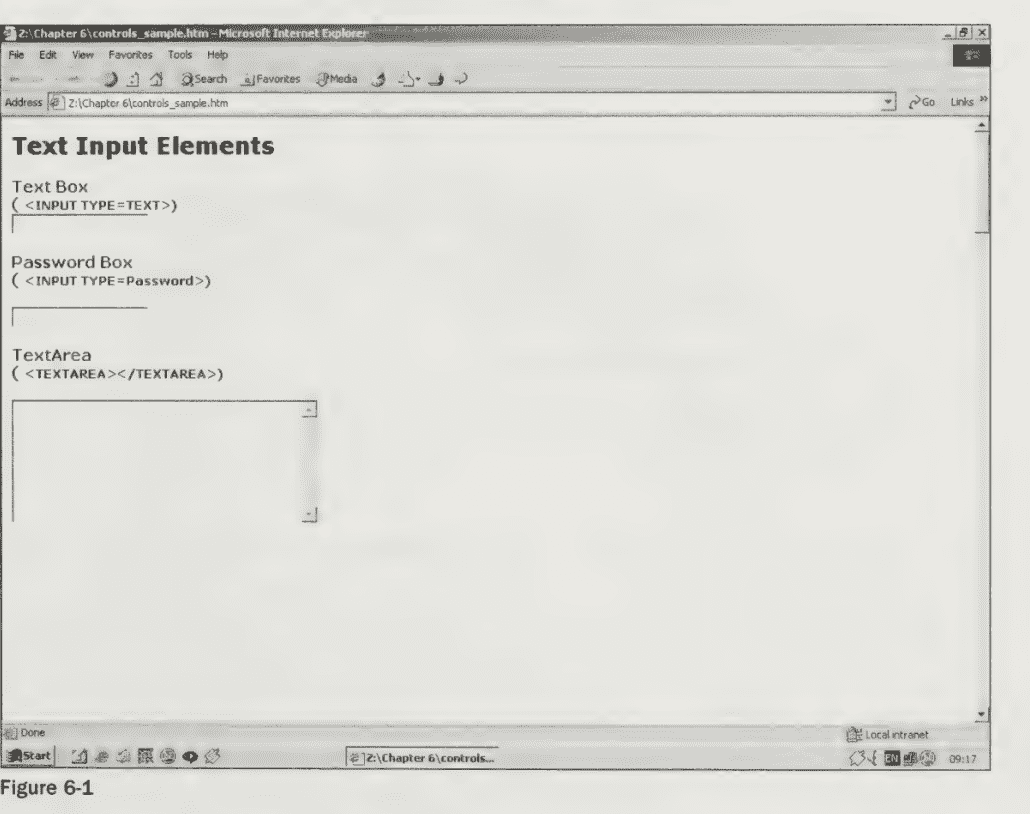 Z:\Chapter 6\controls_sample.htm - Microsoft Internet Explorer
File Edit View Favorites Tools Help
Search Favorites Media
Address Z:\Chapter 6\controls_sample.htm Go Links »
Text Input Elements
Text Box
( <INPUT TYPE=TEXT>)
Password Box
( <INPUT TYPE=Password>)
TextArea
( <TEXTAREA></TEXTAREA>)
Done Local intranet
Start Z:\Chapter 6\controls... EN 09:17
Figure 6-1